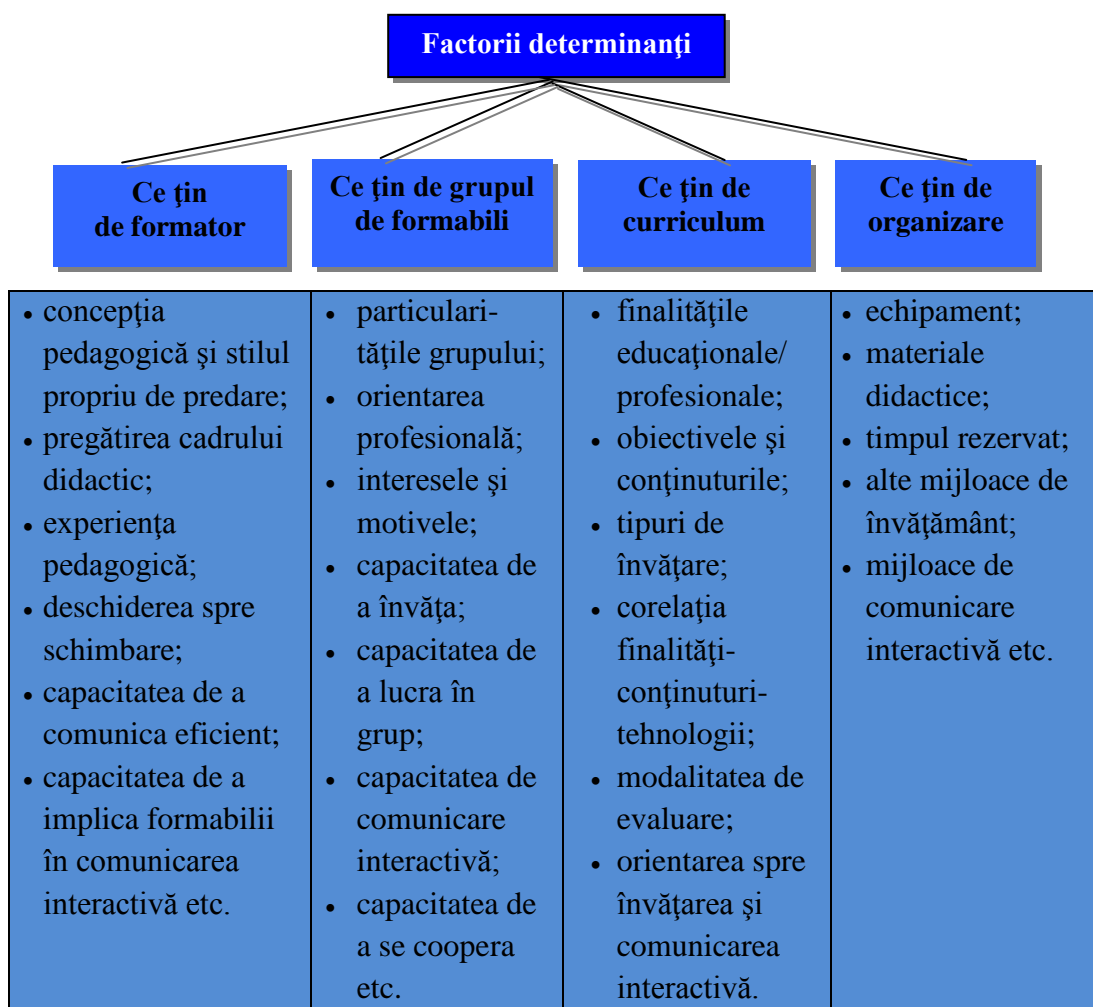 Factorii determinanţi
Ce ţin
de formator
Ce ţin de grupul
de formabili
Ce ţin de
curriculum
Ce ţin de
organizare
• concepţia
pedagogică şi stilul
propriu de predare;
• pregătirea cadrului
didactic;
• experienţa
pedagogică;
• deschiderea spre
schimbare;
• capacitatea de a
comunica eficient;
• capacitatea de a
implica formabilii
în comunicarea
interactivă etc.
• particulari-
tăţile grupului;
• orientarea
profesională;
• interesele şi
motivele;
• capacitatea de
a învăţa;
• capacitatea de
a lucra în
grup;
• capacitatea de
comunicare
interactivă;
• capacitatea de
a se coopera
etc.
• finalităţile
educaţionale/
profesionale;
• obiectivele şi
conţinuturile;
• tipuri de
învăţare;
• corelaţia
finalităţi-
conţinuturi-
tehnologii;
• modalitatea de
evaluare;
• orientarea spre
învăţarea şi
comunicarea
interactivă.
• echipament;
• materiale
didactice;
• timpul rezervat;
• alte mijloace de
învăţământ;
• mijloace de
comunicare
interactivă etc.